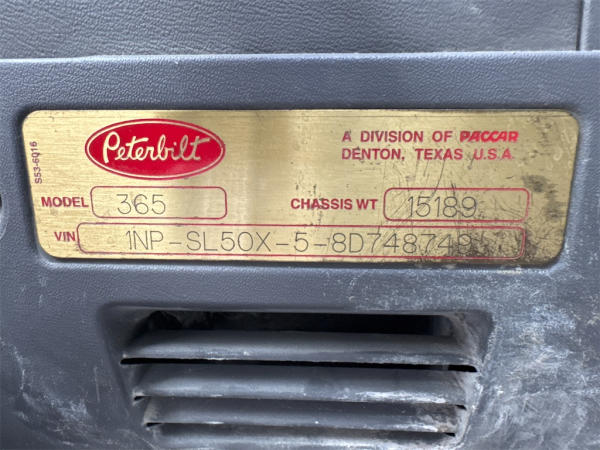 Peterbilt
A DIVISION OF PACCAR
DENTON, TEXAS U.S.A.
S53-6016
MODEL 365
CHASSIS WT 15189
VIN 1NP-SL50X-5-8D748748